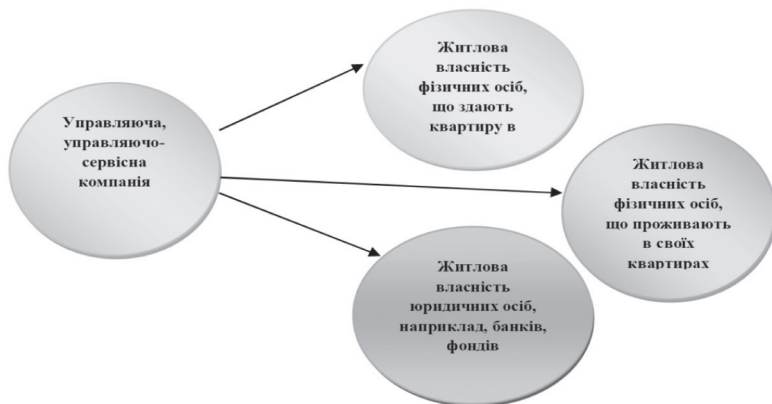 Житлова
власність
фізичних осіб,
що здають
квартиру в
Управляюча,
управляючо-
сервісна
компанія
Житлова
власність
фізичних осіб,
що проживають
в своїх
квартирах
Житлова
власність
юридичних осіб,
наприклад, банків,
фондів